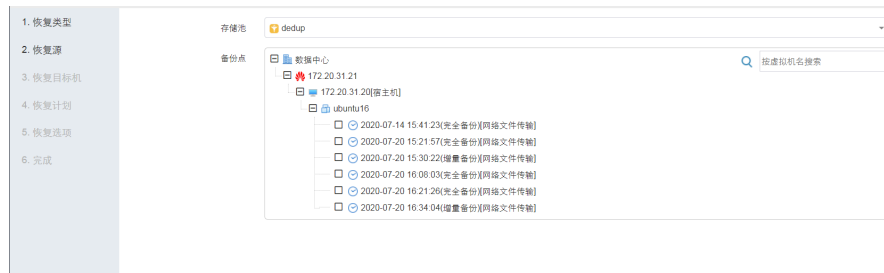 1. 恢复类型
2. 恢复源
3. 恢复目标机
4. 恢复计划
5. 恢复选项
6. 完成
存储池
dedup
备份点
数据中心
按虚拟机名搜索
172.20.31.21
172.20.31.20[宿主机]
ubuntu16
2020-07-14 15:41:23(完全备份)[网络文件传输]
2020-07-20 15:21:57(完全备份)[网络文件传输]
2020-07-20 15:30:22(增量备份)[网络文件传输]
2020-07-20 16:08:03(完全备份)[网络文件传输]
2020-07-20 16:21:26(完全备份)[网络文件传输]
2020-07-20 16:34:04(增量备份)[网络文件传输]